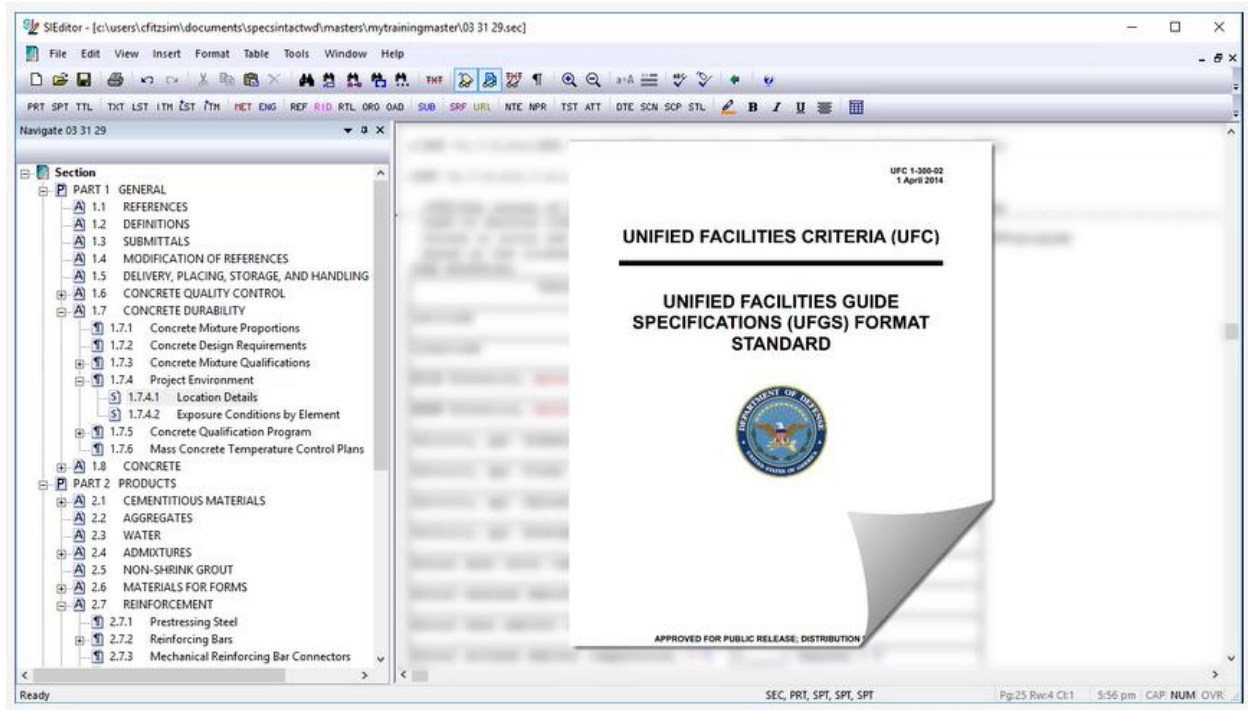 SIEditor - [c:\users\cfitzsim\documents\specsintactwd\masters\mytrainingmaster\03 31 29.sec]
File Edit View Insert Format Table Tools Window Help
PRT SPT TTL TXT LST ITM LST ITM MET ENG REF RID RTL ORG OAD SUB SRF URL NTE NPR TST ATT DTE SCN SCP STL B I U
Navigate 03 31 29
Section
PART 1 GENERAL
1.1 REFERENCES
1.2 DEFINITIONS
1.3 SUBMITTALS
1.4 MODIFICATION OF REFERENCES
1.5 DELIVERY, PLACING, STORAGE, AND HANDLING
1.6 CONCRETE QUALITY CONTROL
1.7 CONCRETE DURABILITY
1.7.1 Concrete Mixture Proportions
1.7.2 Concrete Design Requirements
1.7.3 Concrete Mixture Qualifications
1.7.4 Project Environment
1.7.4.1 Location Details
1.7.4.2 Exposure Conditions by Element
1.7.5 Concrete Qualification Program
1.7.6 Mass Concrete Temperature Control Plans
1.8 CONCRETE
PART 2 PRODUCTS
2.1 CEMENTITIOUS MATERIALS
2.2 AGGREGATES
2.3 WATER
2.4 ADMIXTURES
2.5 NON-SHRINK GROUT
2.6 MATERIALS FOR FORMS
2.7 REINFORCEMENT
2.7.1 Prestressing Steel
2.7.2 Reinforcing Bars
2.7.3 Mechanical Reinforcing Bar Connectors
UFC 1-300-02
1 April 2014
UNIFIED FACILITIES CRITERIA (UFC)
UNIFIED FACILITIES GUIDE
SPECIFICATIONS (UFGS) FORMAT
STANDARD
DEPARTMENT OF DEFENSE
UNITED STATES OF AMERICA
APPROVED FOR PUBLIC RELEASE; DISTRIBUTION
Ready
SEC, PRT, SPT, SPT, SPT
Pg:25 Rw:4 Cl:1 5:56 pm CAP NUM OVR